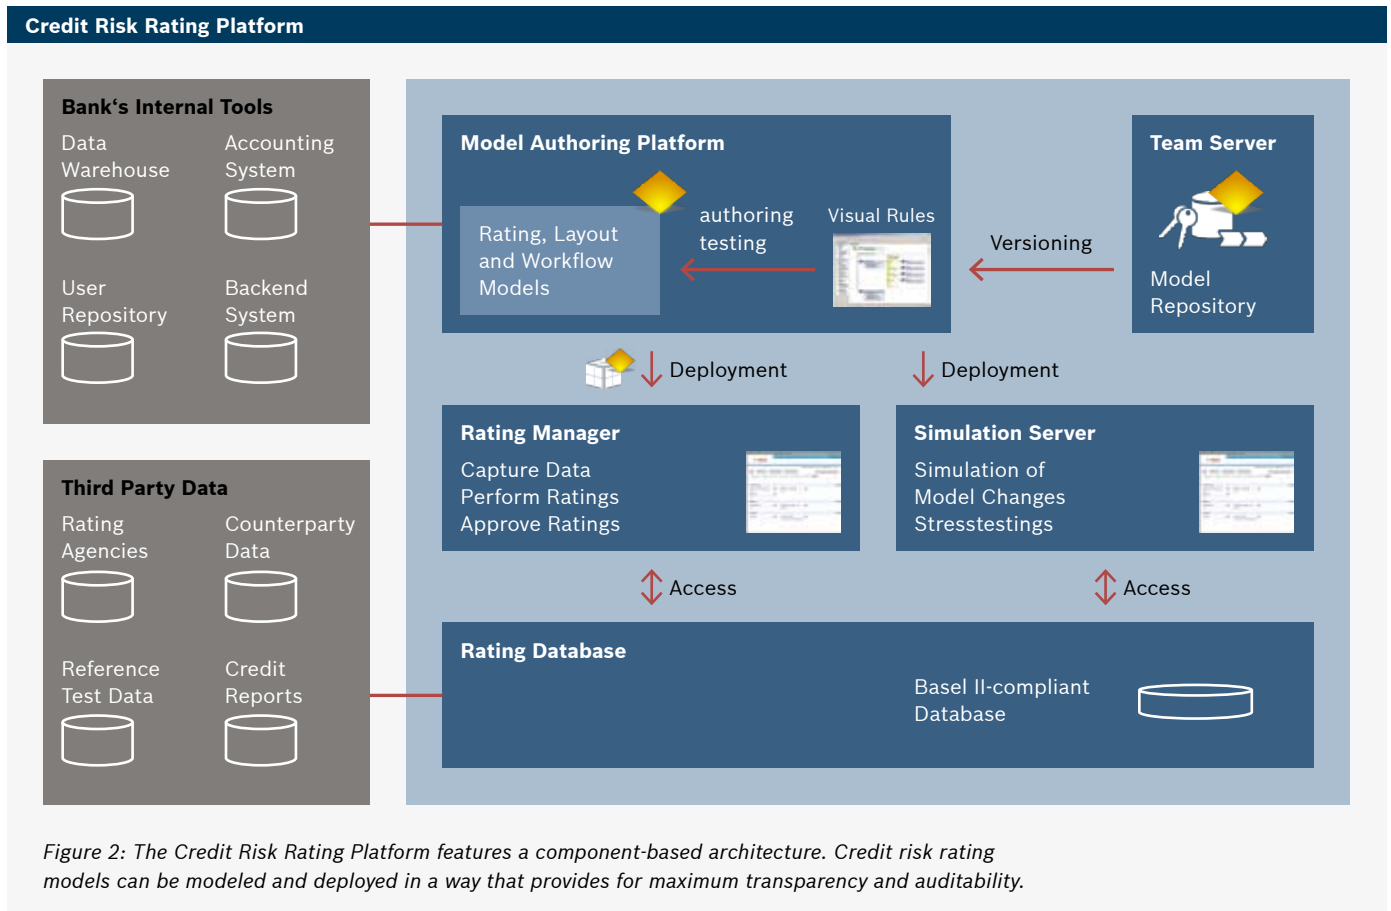 Credit Risk Rating Platform
Bank‘s Internal Tools
Data
Warehouse
Accounting
System
User
Repository
Backend
System
Third Party Data
Rating
Agencies
Counterparty
Data
Reference
Test Data
Credit
Reports
Model Authoring Platform
Rating, Layout
and Workflow
Models
authoring
testing
Visual Rules
Versioning
Team Server
Model
Repository
Deployment
Deployment
Rating Manager
Capture Data
Perform Ratings
Approve Ratings
Simulation Server
Simulation of
Model Changes
Stresstestings
Access
Access
Rating Database
Basel II-compliant
Database
Figure 2: The Credit Risk Rating Platform features a component-based architecture. Credit risk rating
models can be modeled and deployed in a way that provides for maximum transparency and auditability.